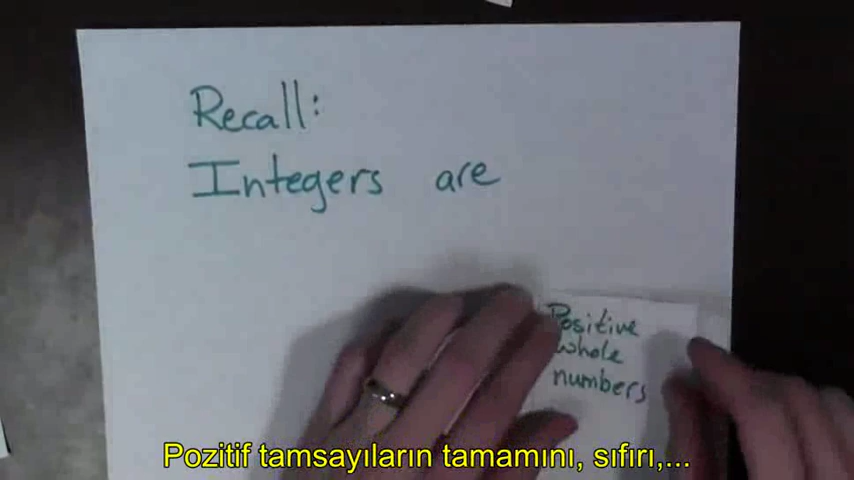 Recall:
Integers are
Positive
whole
numbers
Pozitif tamsayıların tamamını, sıfırı,...